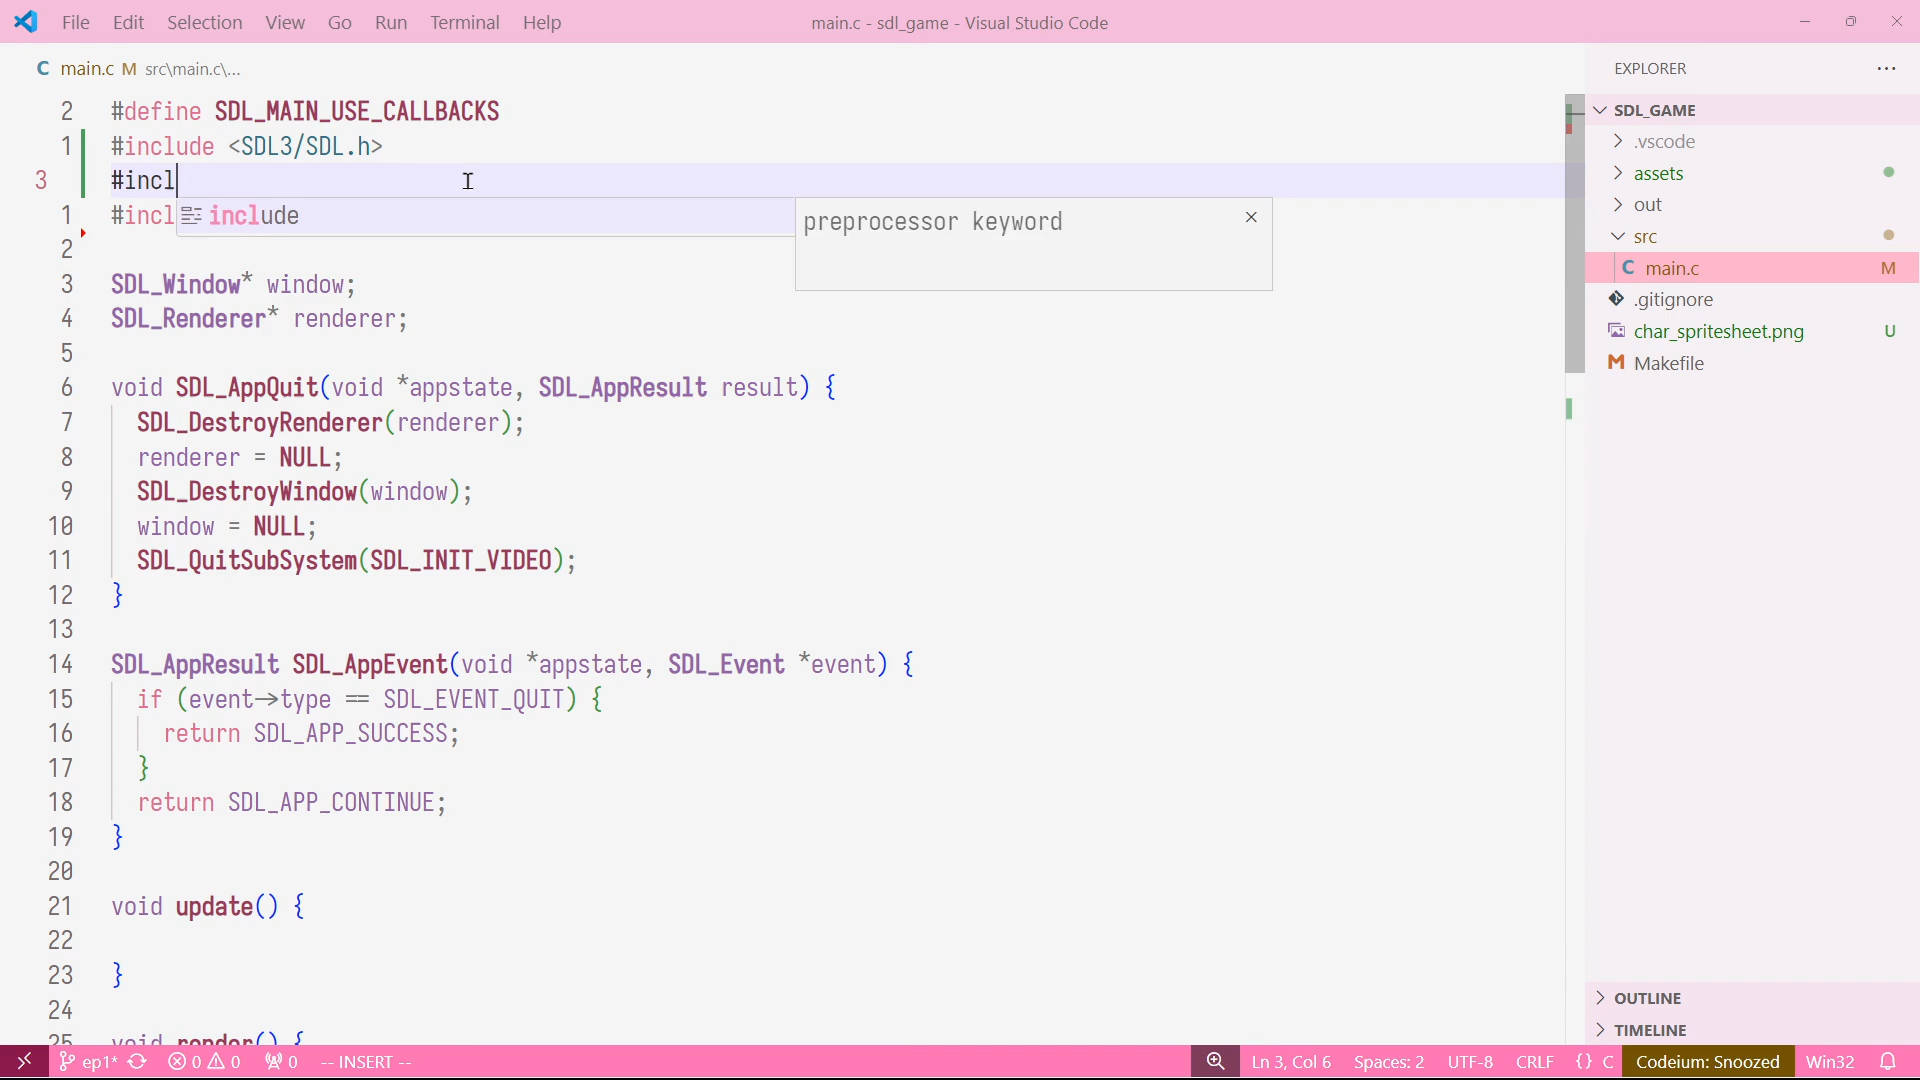 File Edit Selection View Go Run Terminal Help
main.c - sdl_game - Visual Studio Code
C main.c M src\main.c\...
2 #define SDL_MAIN_USE_CALLBACKS
1 #include <SDL3/SDL.h>
3 #incl
1 #incl
include
preprocessor keyword
2
3 SDL_Window* window;
4 SDL_Renderer* renderer;
5
6 void SDL_AppQuit(void *appstate, SDL_AppResult result) {
7 SDL_DestroyRenderer(renderer);
8 renderer = NULL;
9 SDL_DestroyWindow(window);
10 window = NULL;
11 SDL_QuitSubSystem(SDL_INIT_VIDEO);
12 }
13
14 SDL_AppResult SDL_AppEvent(void *appstate, SDL_Event *event) {
15 if (event->type == SDL_EVENT_QUIT) {
16 return SDL_APP_SUCCESS;
17 }
18 return SDL_APP_CONTINUE;
19 }
20
21 void update() {
22
23 }
24
25 void render() {
EXPLORER
SDL_GAME
.vscode
assets
out
src
C main.c M
.gitignore
char_spritesheet.png U
M Makefile
OUTLINE
TIMELINE
ep1* 0 0 0 -- INSERT -- Ln 3, Col 6 Spaces: 2 UTF-8 CRLF {} C Codeium: Snoozed Win32